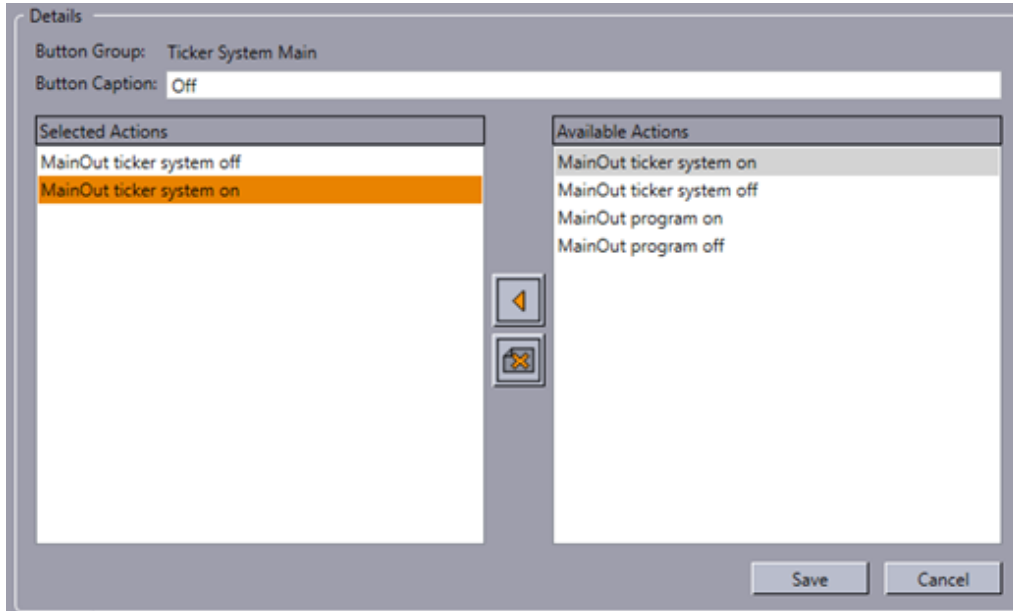 Details
Button Group: Ticker System Main
Button Caption: Off
Selected Actions
MainOut ticker system off
MainOut ticker system on
Available Actions
MainOut ticker system on
MainOut ticker system off
MainOut program on
MainOut program off
Save Cancel